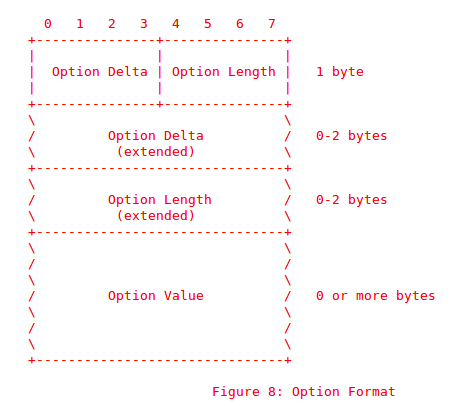 0 1 2 3 4 5 6 7
Option Delta Option Length 1 byte
Option Delta 0-2 bytes
(extended)
Option Length 0-2 bytes
(extended)
Option Value 0 or more bytes
Figure 8: Option Format